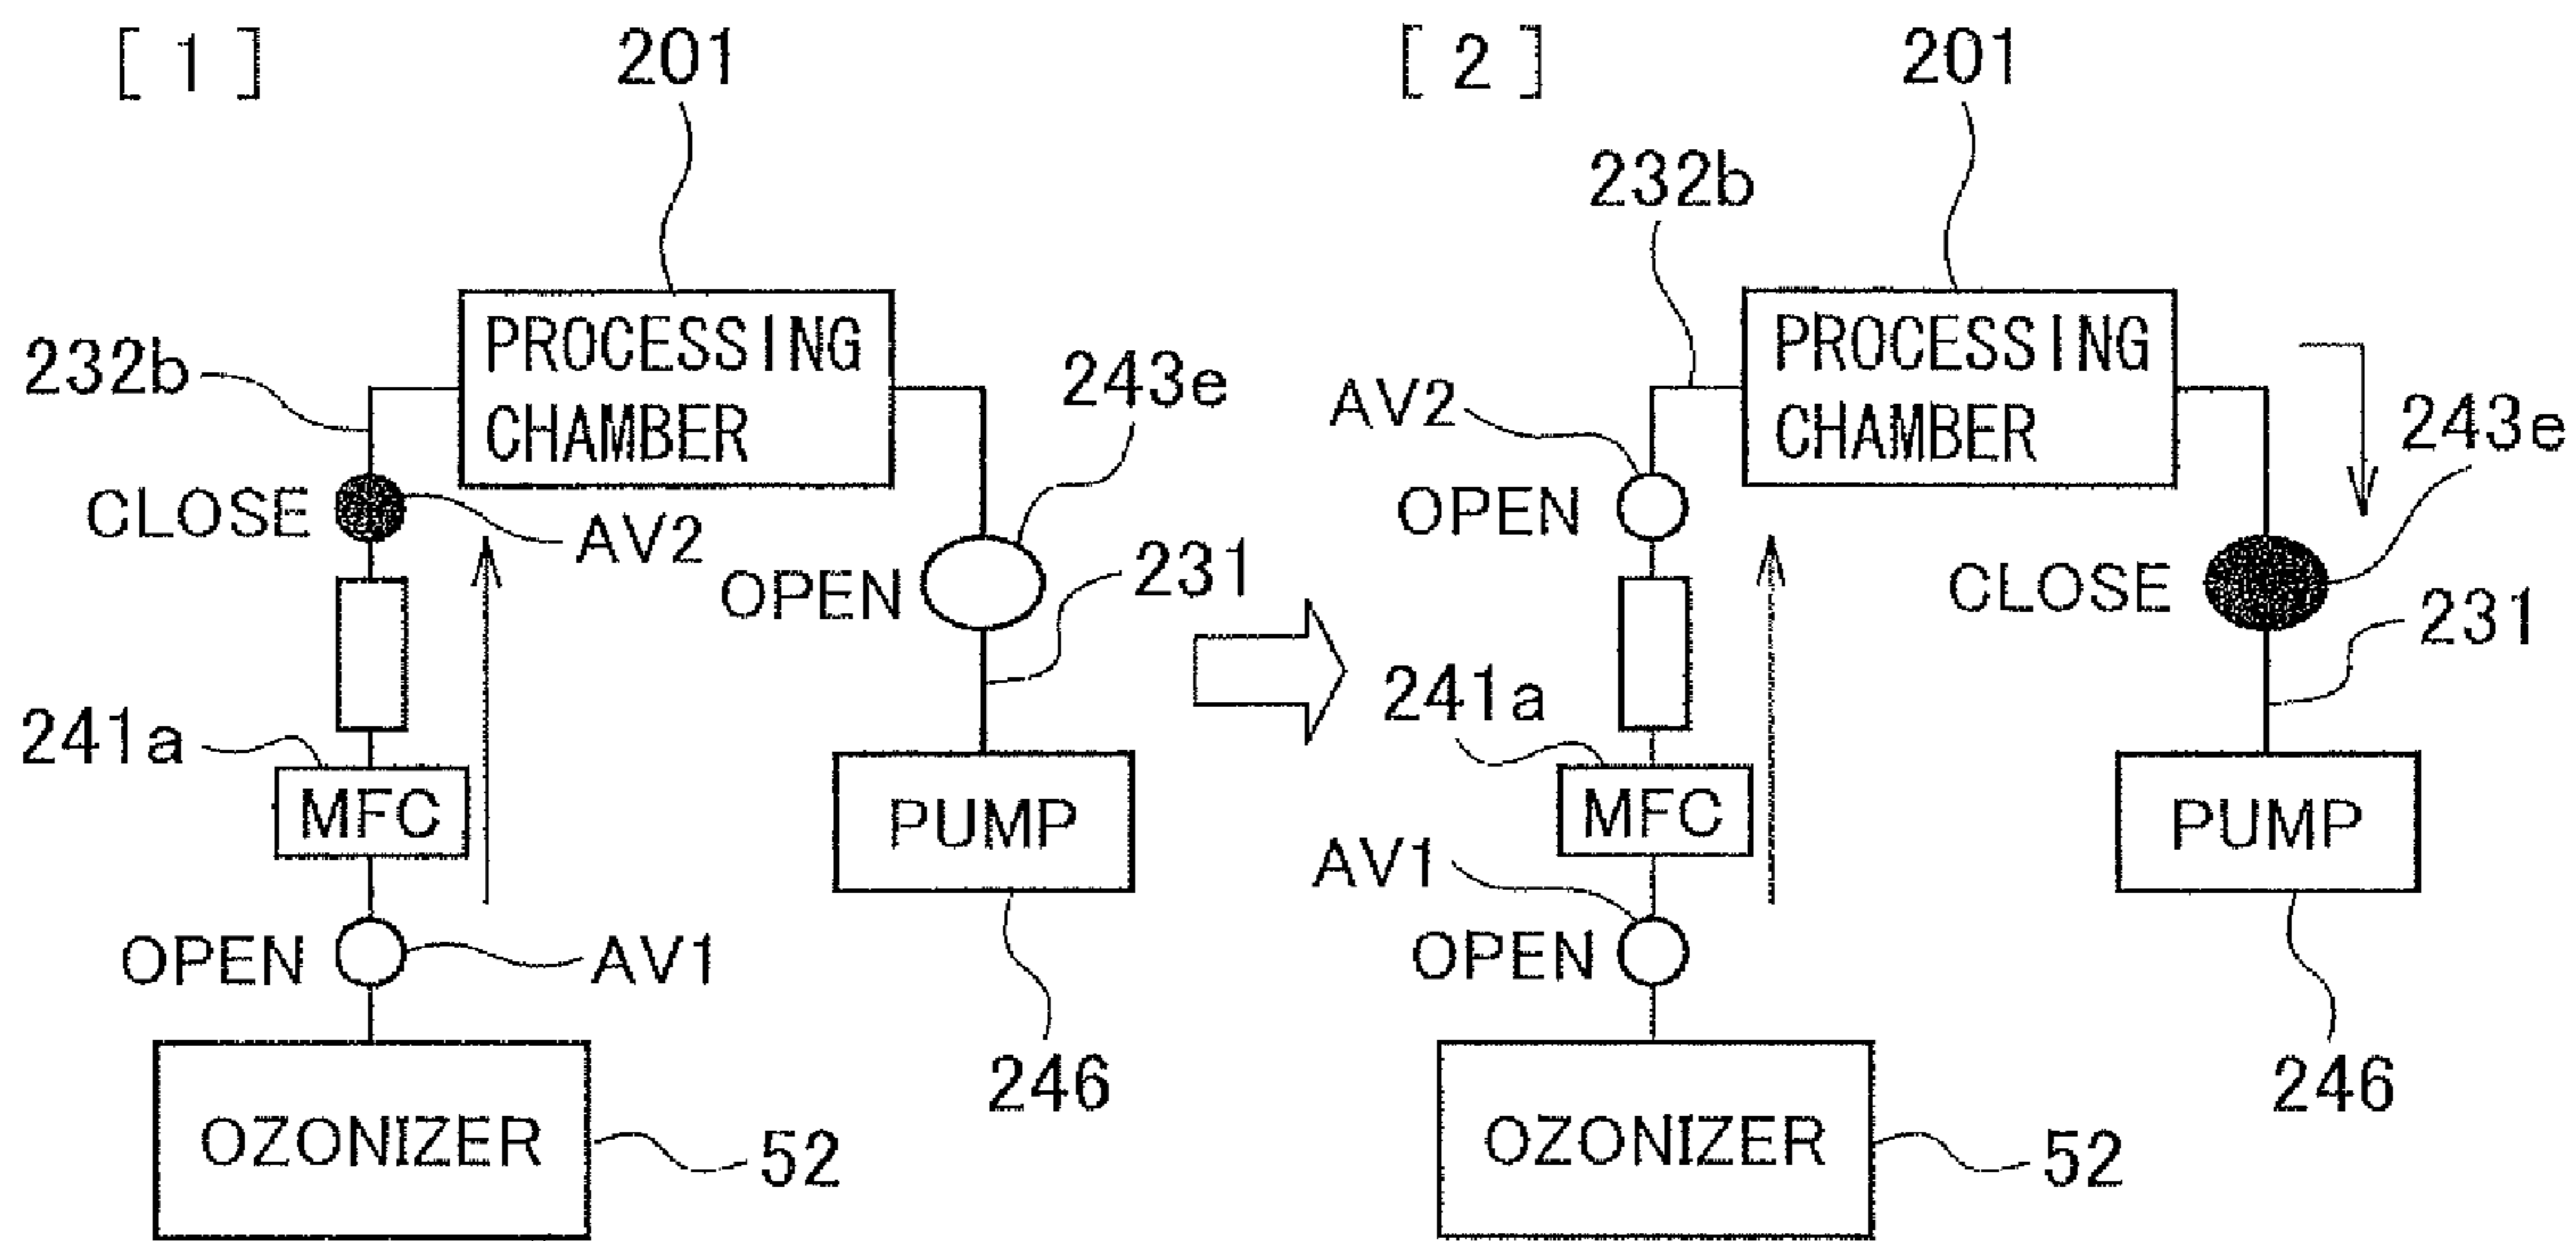 [ 1 ]
201
232b
PROCESSING
CHAMBER
243e
CLOSE
AV2
OPEN
231
241a
MFC
PUMP
OPEN
AV1
246
OZONIZER
52
[ 2 ]
201
232b
PROCESSING
CHAMBER
AV2
243e
OPEN
CLOSE
231
241a
MFC
PUMP
AV1
OPEN
246
OZONIZER
52